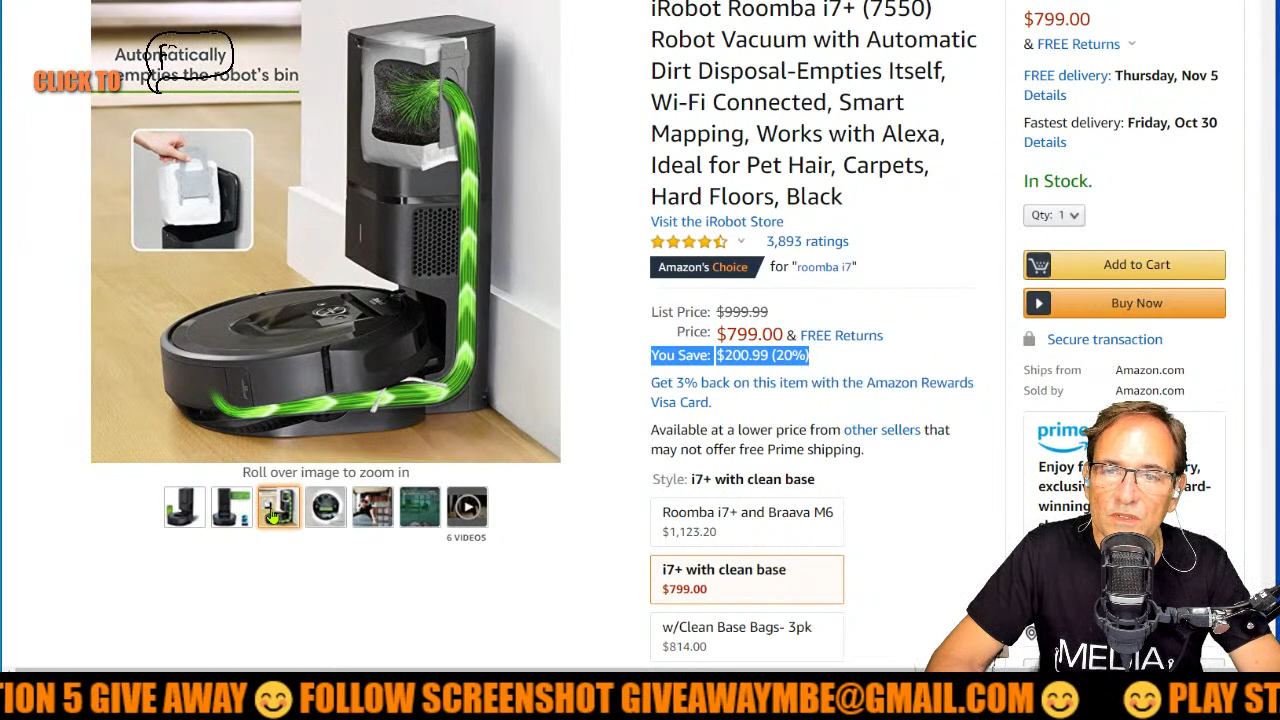 Automatically
empties the robot's bin
CLICK TO
Roll over image to zoom in
6 VIDEOS
iRobot Roomba i7+ (7550)
Robot Vacuum with Automatic
Dirt Disposal-Empties Itself,
Wi-Fi Connected, Smart
Mapping, Works with Alexa,
Ideal for Pet Hair, Carpets,
Hard Floors, Black
Visit the iRobot Store
3,893 ratings
Amazon's Choice for "roomba i7"
List Price: $999.99
Price: $799.00 & FREE Returns
You Save: $200.99 (20%)
Get 3% back on this item with the Amazon Rewards
Visa Card.
Available at a lower price from other sellers that
may not offer free Prime shipping.
Style: i7+ with clean base
Roomba i7+ and Braava M6
$1,123.20
i7+ with clean base
$799.00
w/Clean Base Bags- 3pk
$814.00
$799.00
& FREE Returns
FREE delivery: Thursday, Nov 5
Details
Fastest delivery: Friday, Oct 30
Details
In Stock.
Qty: 1
Add to Cart
Buy Now
Secure transaction
Ships from Amazon.com
Sold by Amazon.com
prime
Enjoy
MEDIA
TION 5 GIVE AWAY 😊 FOLLOW SCREENSHOT GIVEAWAYMBE@GMAIL.COM 😊 😊 PLAY ST